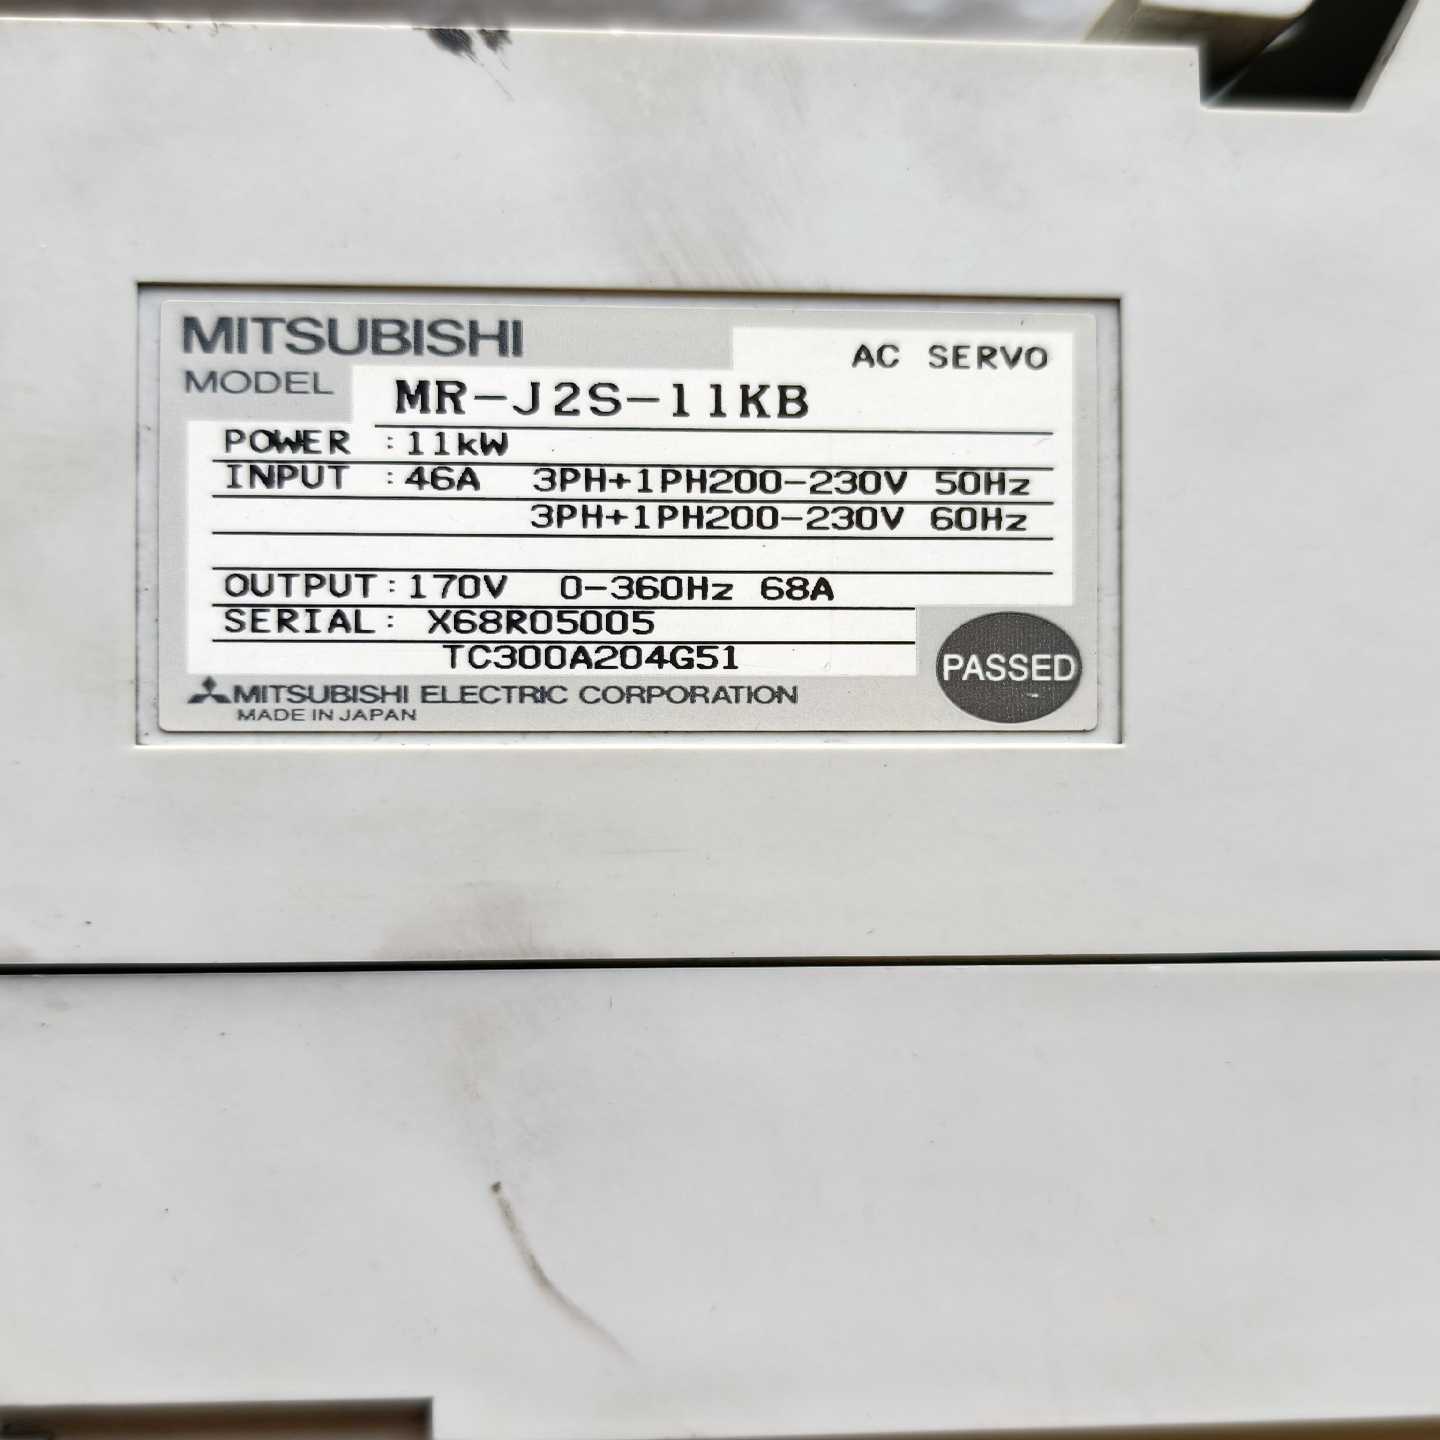 MITSUBISHI
AC SERVO
MODEL MR-J2S-11KB
POWER :11kW
INPUT :46A 3PH+1PH200-230V 50Hz
3PH+1PH200-230V 60Hz
OUTPUT:170V 0-360Hz 68A
SERIAL: X68R05005
TC300A204G51
PASSED
MITSUBISHI ELECTRIC CORPORATION
MADE IN JAPAN